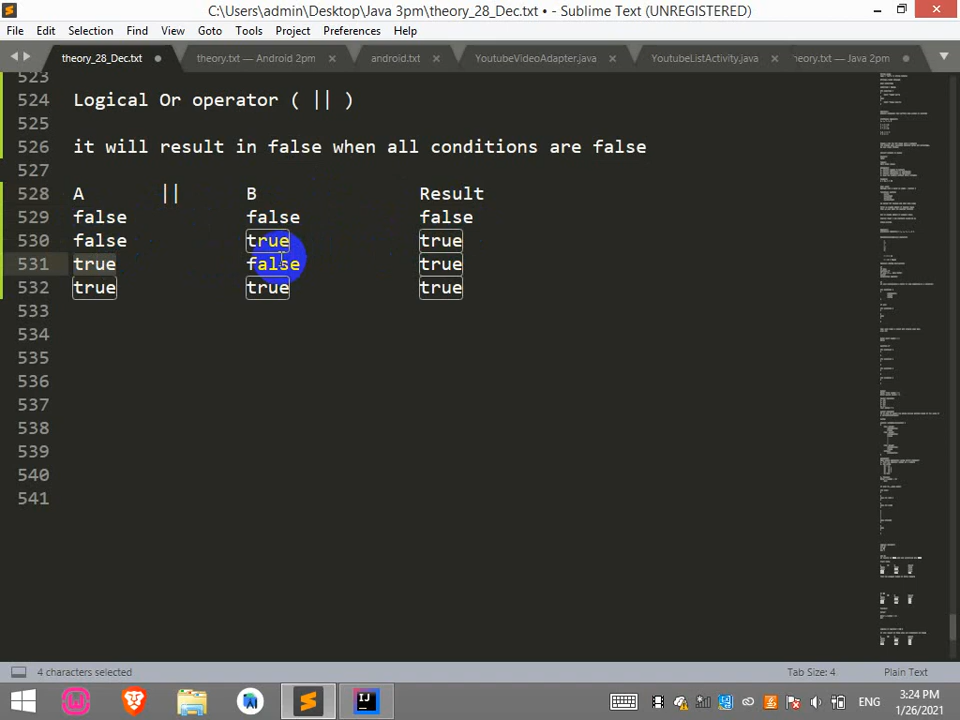 C:\Users\admin\Desktop\Java 3pm\theory_28_Dec.txt • - Sublime Text (UNREGISTERED)
File Edit Selection Find View Goto Tools Project Preferences Help
theory_28_Dec.txt theory.txt — Android 2pm android.txt YoutubeVideoAdapter.java YoutubeListActivity.java heory.txt — Java 2pm
523
524 Logical Or operator ( || )
525
526 it will result in false when all conditions are false
527
528 A || B Result
529 false false false
530 false true true
531 true false true
532 true true true
533
534
535
536
537
538
539
540
541
4 characters selected Tab Size: 4 Plain Text
ENG 3:24 PM
1/26/2021